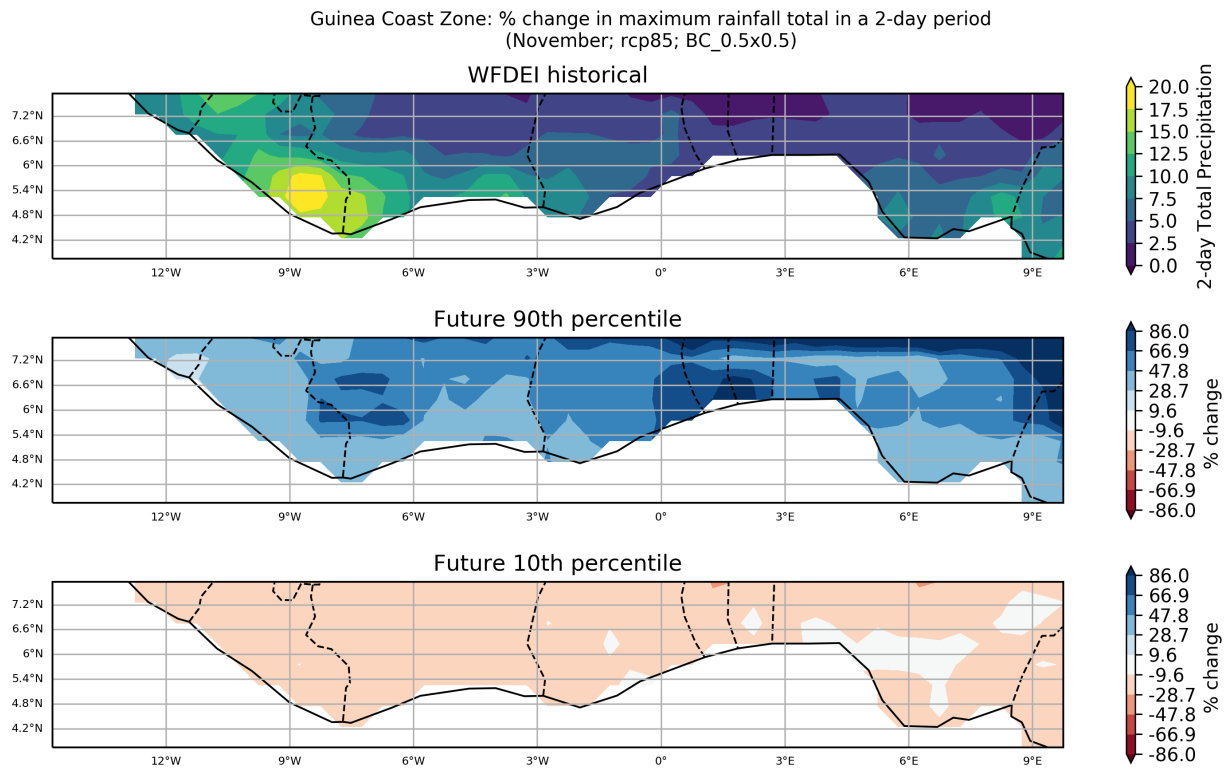 Guinea Coast Zone: % change in maximum rainfall total in a 2-day period
(November; rcp85; BC_0.5x0.5)
WFDEI historical
7.2°N
6.6°N
6°N
5.4°N
4.8°N
4.2°N
12°W
9°W
6°W
3°W
0°
3°E
6°E
9°E
20.0
17.5
15.0
12.5
10.0
7.5
5.0
2.5
0.0
2-day Total Precipitation
Future 90th percentile
7.2°N
6.6°N
6°N
5.4°N
4.8°N
4.2°N
12°W
9°W
6°W
3°W
0°
3°E
6°E
9°E
86.0
66.9
47.8
28.7
9.6
-9.6
-28.7
-47.8
-66.9
-86.0
% change
Future 10th percentile
7.2°N
6.6°N
6°N
5.4°N
4.8°N
4.2°N
12°W
9°W
6°W
3°W
0°
3°E
6°E
9°E
86.0
66.9
47.8
28.7
9.6
-9.6
-28.7
-47.8
-66.9
-86.0
% change